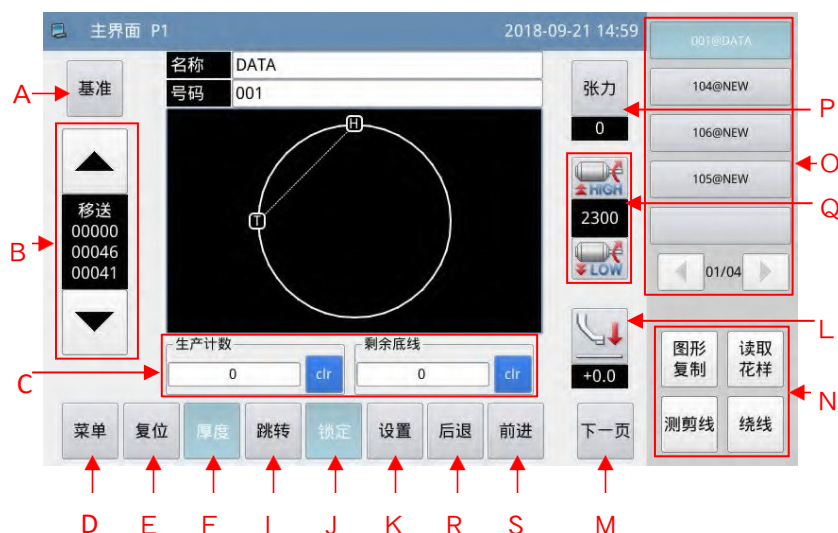 主界面 P1
2018-09-21 14:59
名称
DATA
号码
001
基准
张力
0
H
T
移送
00000
00046
00041
HIGH
2300
LOW
+0.0
生产计数
0
clr
剩余底线
0
clr
菜单
复位
厚度
跳转
锁定
设置
后退
前进
下一页
001@DATA
104@NEW
106@NEW
105@NEW
01/04
图形
复制
读取
花样
测剪线
绕线
A
B
C
D
E
F
I
J
K
R
S
M
P
O
Q
L
N